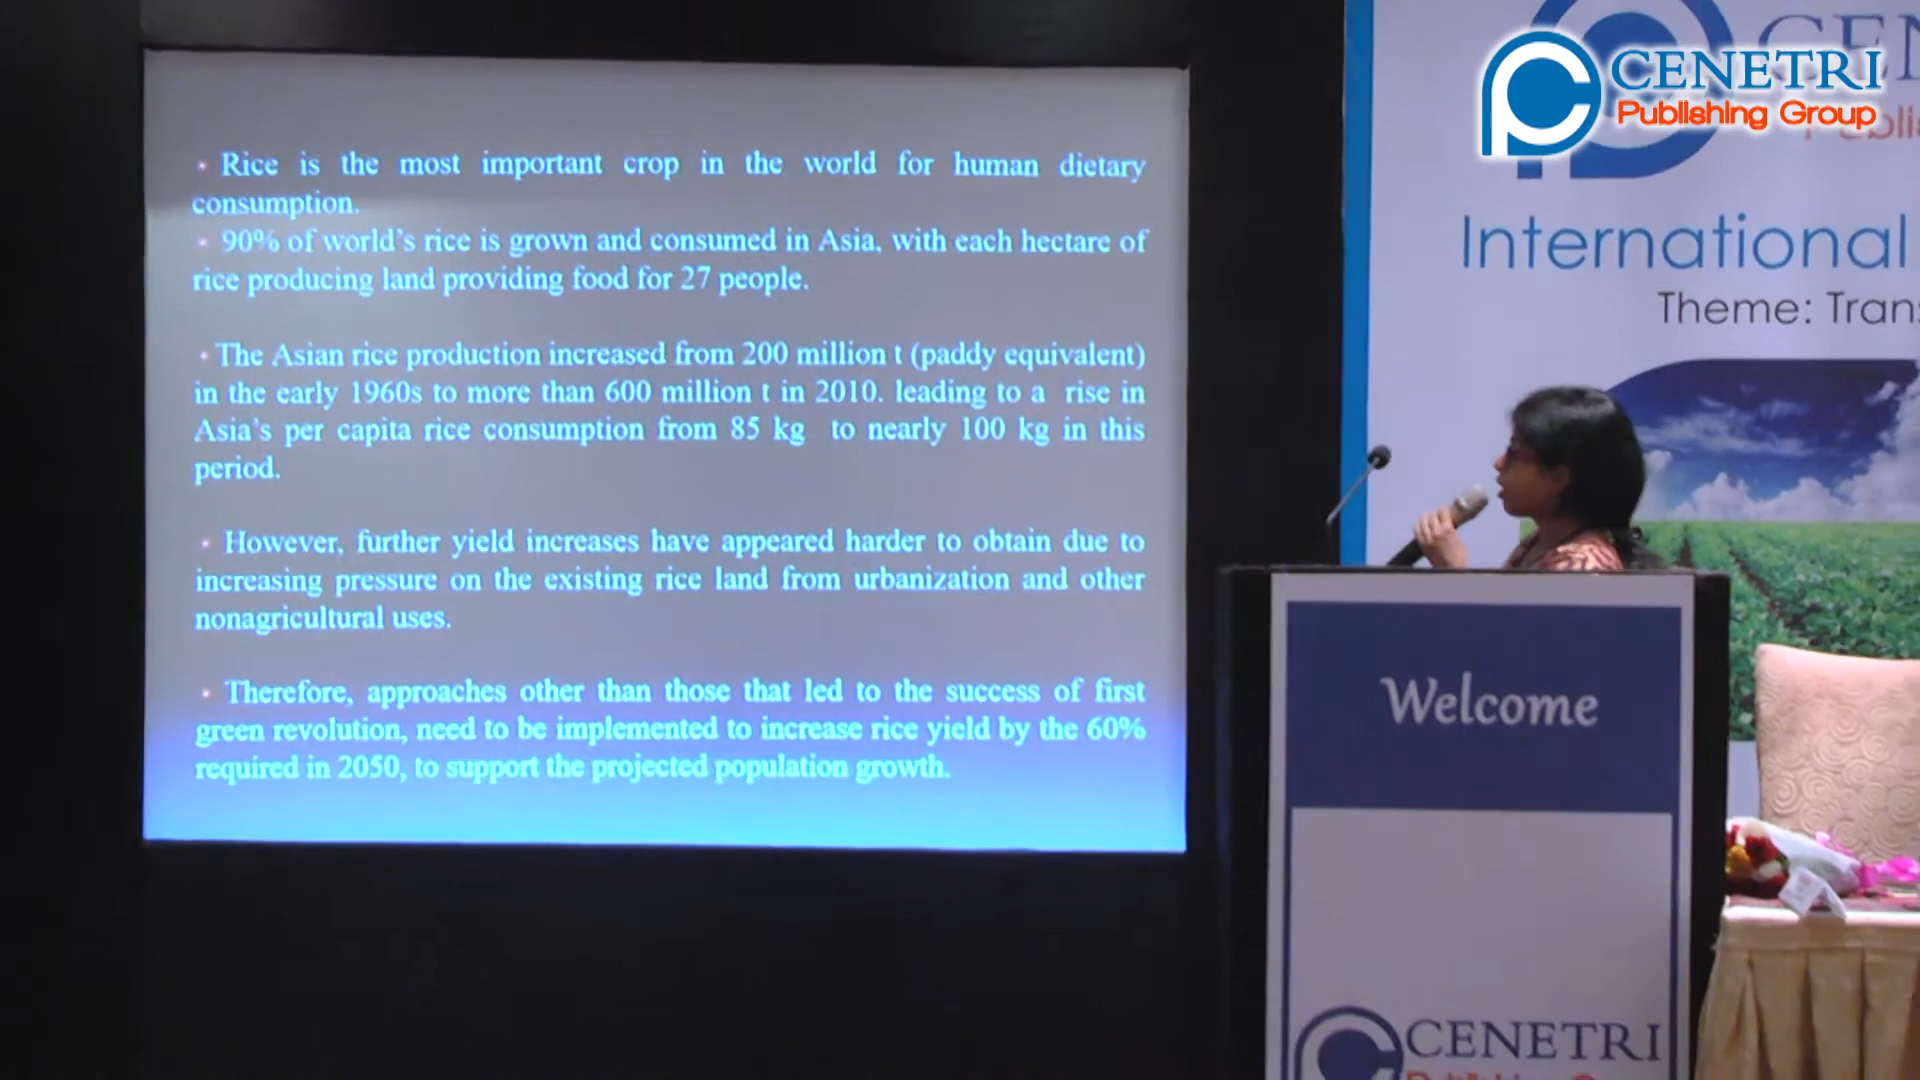 • Rice is the most important crop in the world for human dietary
consumption.
• 90% of world's rice is grown and consumed in Asia, with each hectare of
rice producing land providing food for 27 people.
• The Asian rice production increased from 200 million t (paddy equivalent)
in the early 1960s to more than 600 million t in 2010. leading to a rise in
Asia's per capita rice consumption from 85 kg to nearly 100 kg in this
period.
• However, further yield increases have appeared harder to obtain due to
increasing pressure on the existing rice land from urbanization and other
nonagricultural uses.
• Therefore, approaches other than those that led to the success of first
green revolution, need to be implemented to increase rice yield by the 60%
required in 2050, to support the projected population growth.
CENETRI
Publishing Group
International
Theme: Trans
Welcome
CENETRI